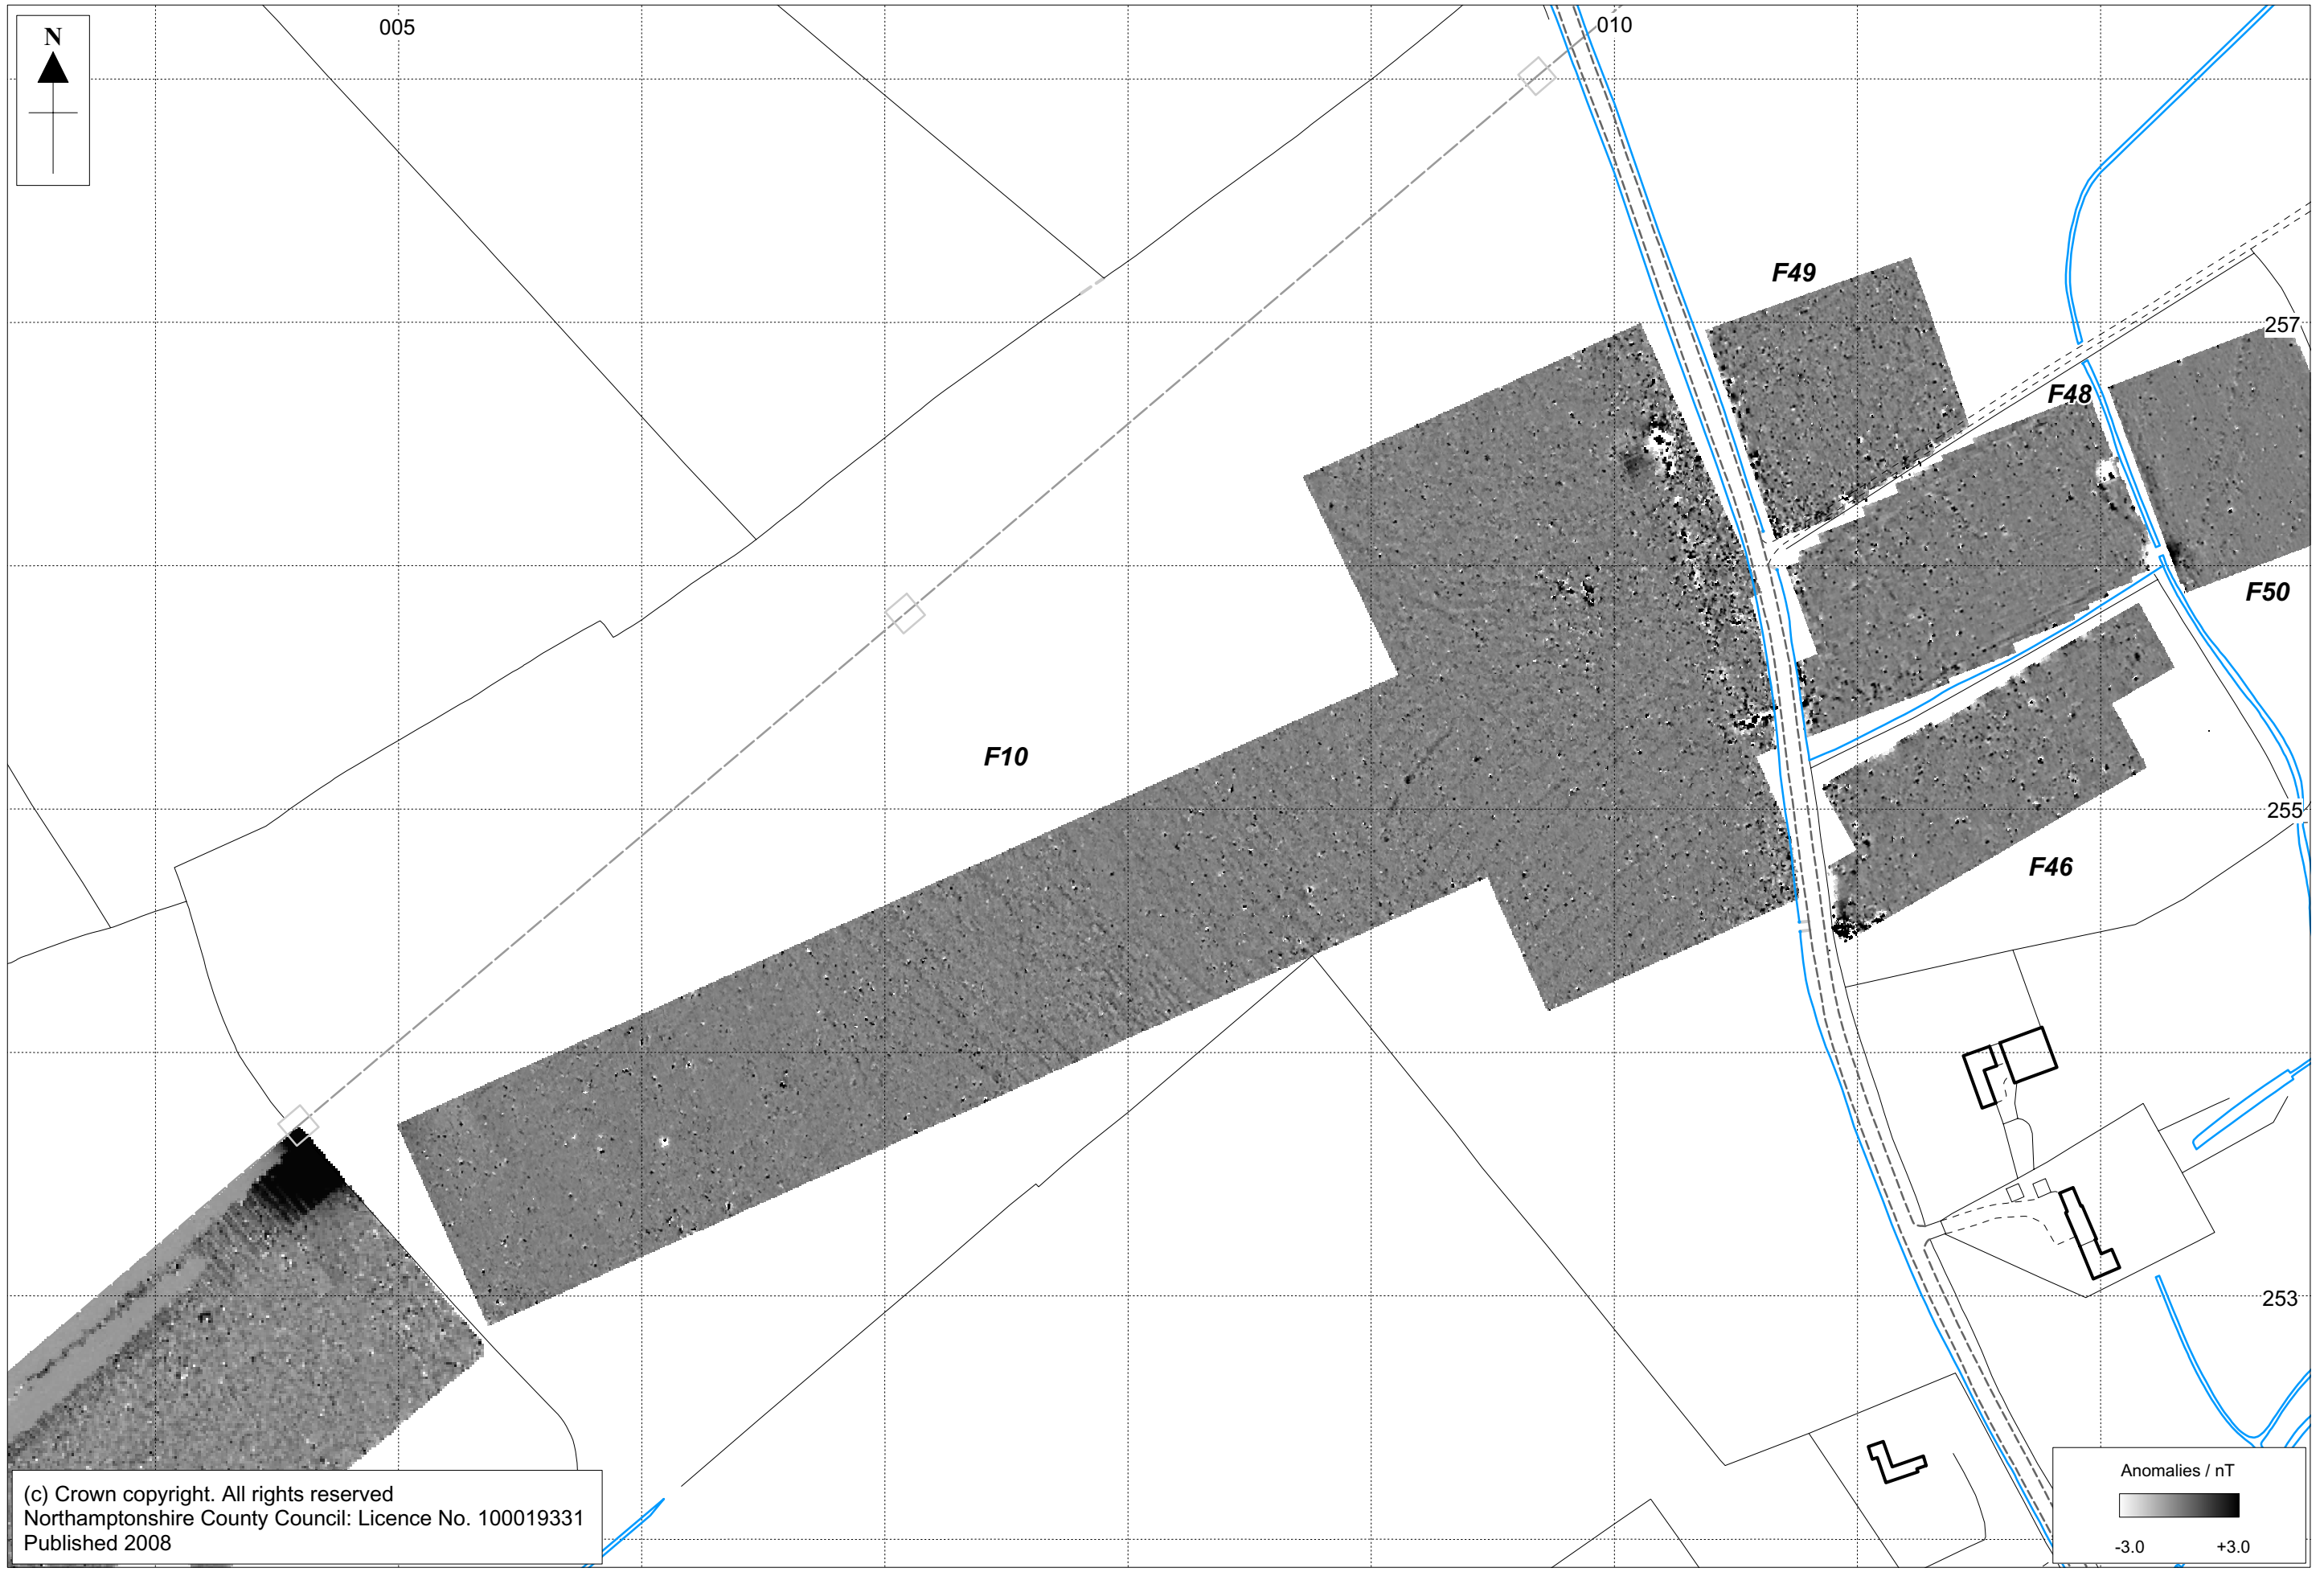 N
005
010
F49
257
F48
F50
F10
255
F46
253
Anomalies / nT
-3.0 +3.0
(c) Crown copyright. All rights reserved
Northamptonshire County Council: Licence No. 100019331
Published 2008